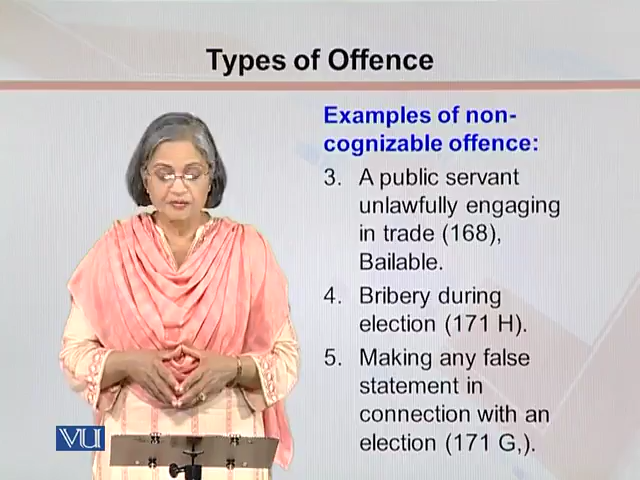 Types of Offence
Examples of non-
cognizable offence:
3. A public servant
unlawfully engaging
in trade (168),
Bailable.
4. Bribery during
election (171 H).
5. Making any false
statement in
connection with an
election (171 G,).
VU